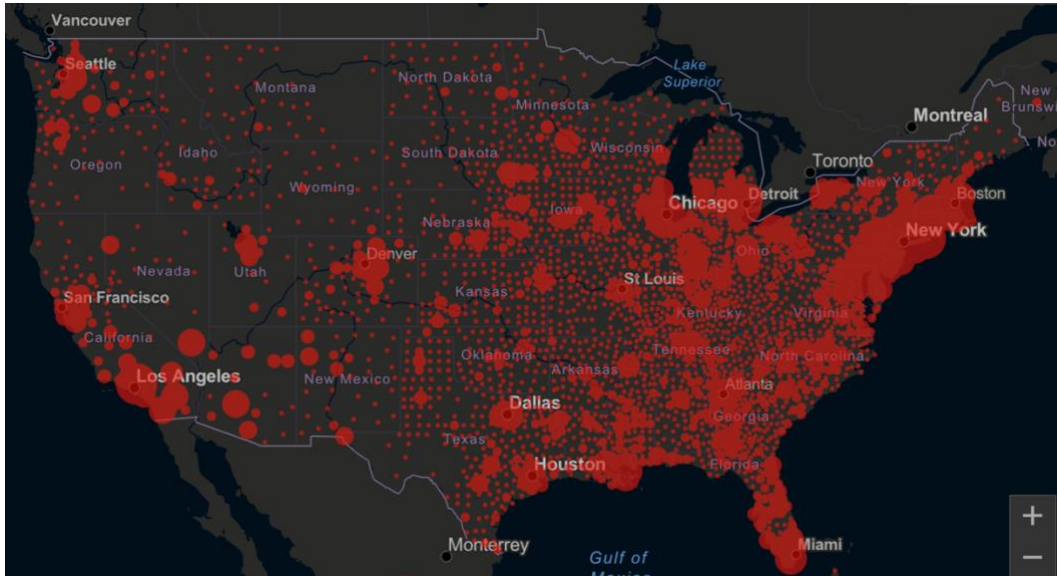 Vancouver
Seattle
Lake
Superior
North Dakota
Montana
Minnesota
New
Montreal
Oregon
Idaho
South Dakota
Wisconsin
Toronto
Wyoming
New York
Detroit
Boston
Chicago
Nebraska
Iowa
New York
Ohio
Denver
Nevada
Utah
St Louis
San Francisco
Kansas
Kentucky
Virginia
California
Tennessee
North Carolina
Oklahoma
Arkansas
Los Angeles
New Mexico
Atlanta
Dallas
Georgia
Texas
Houston
Florida
+
Monterrey
Miami
Gulf of
−